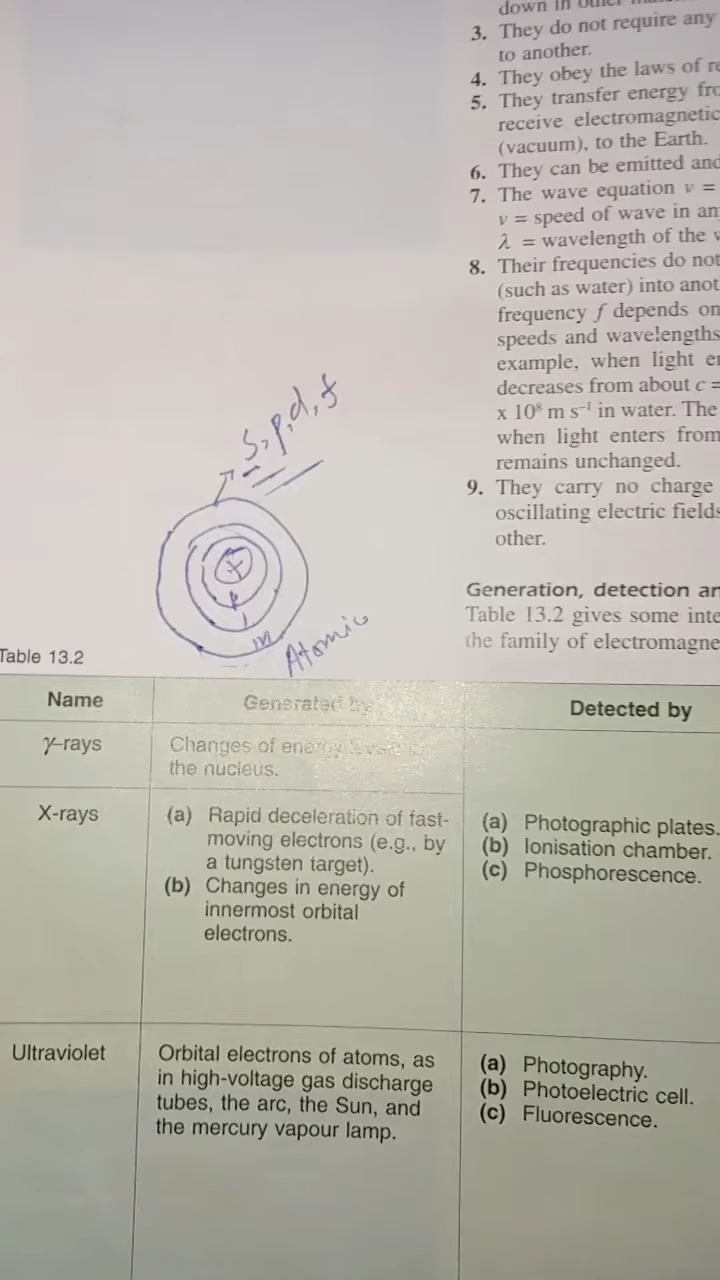 down in
3. They do not require any
to another.
4. They obey the laws of re
5. They transfer energy fro
receive electromagnetic
(vacuum), to the Earth.
6. They can be emitted and
7. The wave equation v =
v = speed of wave in an
λ = wavelength of the
8. Their frequencies do not
(such as water) into anot
frequency f depends on
speeds and wavelengths
example, when light e
decreases from about c =
x 10⁸ m s⁻¹ in water. The
when light enters from
remains unchanged.
9. They carry no charge
oscillating electric fields
other.
S, p, d, f
+
Atomic
Generation, detection an
Table 13.2 gives some inte
the family of electromagne
Table 13.2
Name
Generated by
Detected by
γ-rays
Changes of energy
the nucleus.
X-rays
(a) Rapid deceleration of fast-
moving electrons (e.g., by
a tungsten target).
(b) Changes in energy of
innermost orbital
electrons.
(a) Photographic plates.
(b) Ionisation chamber.
(c) Phosphorescence.
Ultraviolet
Orbital electrons of atoms, as
in high-voltage gas discharge
tubes, the arc, the Sun, and
the mercury vapour lamp.
(a) Photography.
(b) Photoelectric cell.
(c) Fluorescence.